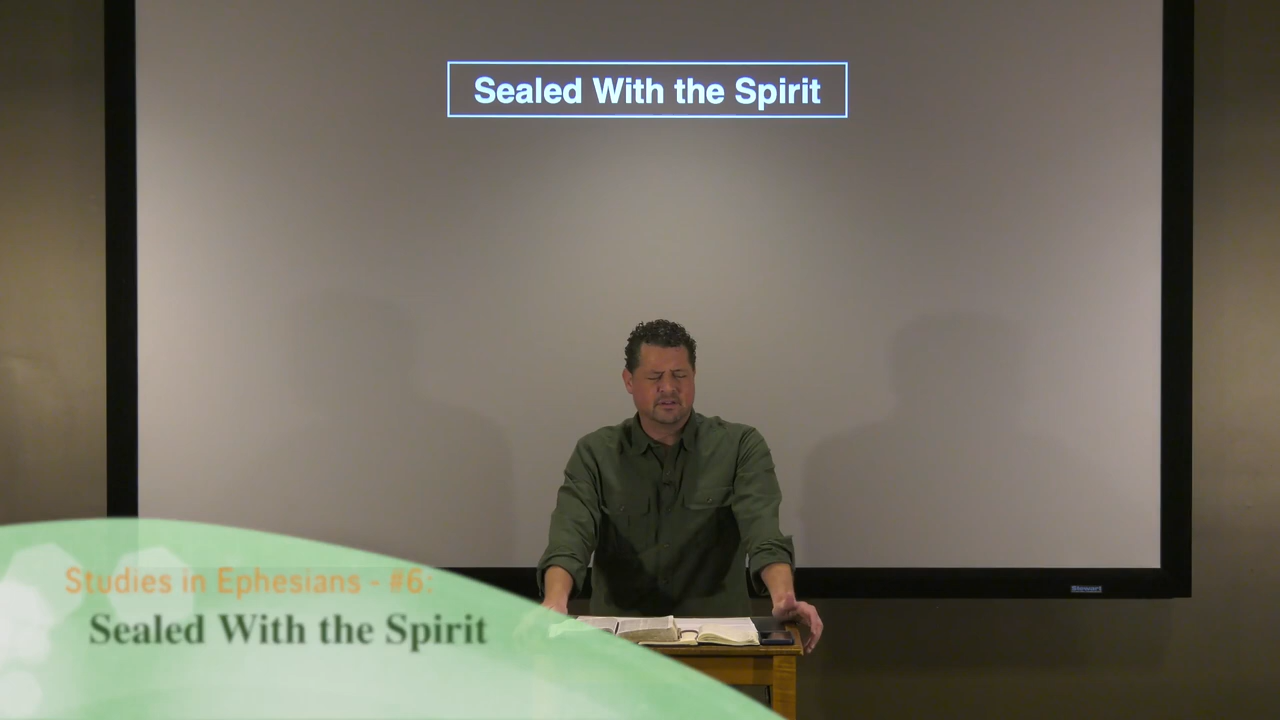 Sealed With the Spirit
Studies in Ephesians - #6:
Sealed With the Spirit